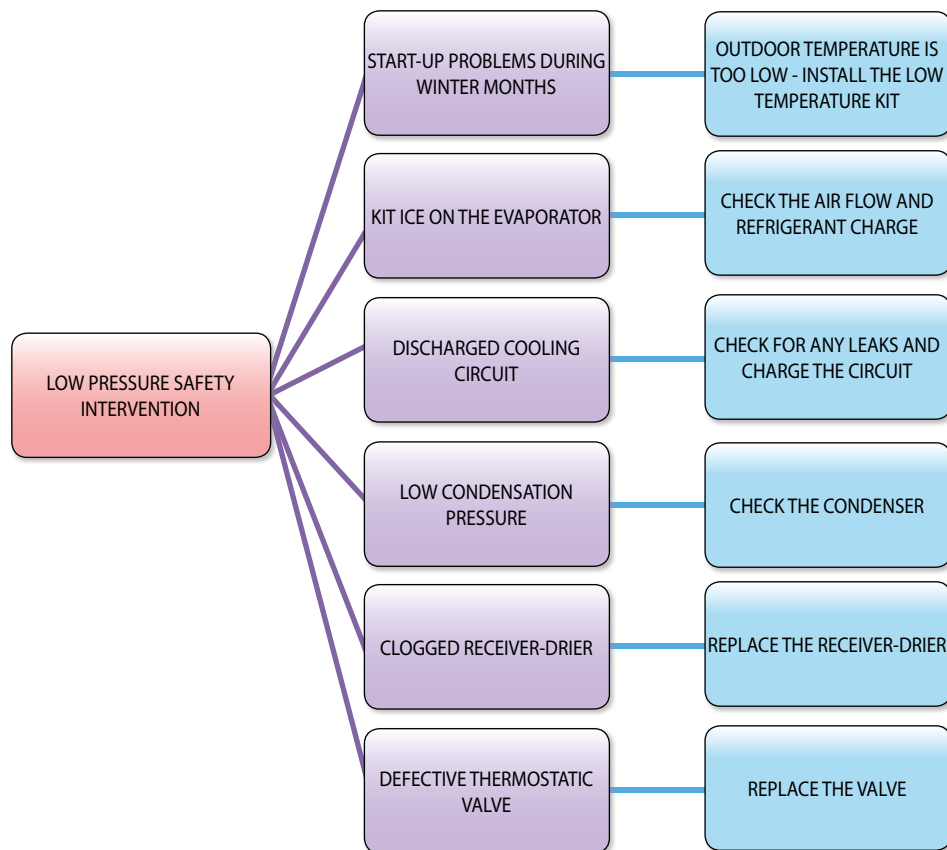 START-UP PROBLEMS DURING
WINTER MONTHS
OUTDOOR TEMPERATURE IS
TOO LOW - INSTALL THE LOW
TEMPERATURE KIT
KIT ICE ON THE EVAPORATOR
CHECK THE AIR FLOW AND
REFRIGERANT CHARGE
LOW PRESSURE SAFETY
INTERVENTION
DISCHARGED COOLING
CIRCUIT
CHECK FOR ANY LEAKS AND
CHARGE THE CIRCUIT
LOW CONDENSATION
PRESSURE
CHECK THE CONDENSER
CLOGGED RECEIVER-DRIER
REPLACE THE RECEIVER-DRIER
DEFECTIVE THERMOSTATIC
VALVE
REPLACE THE VALVE